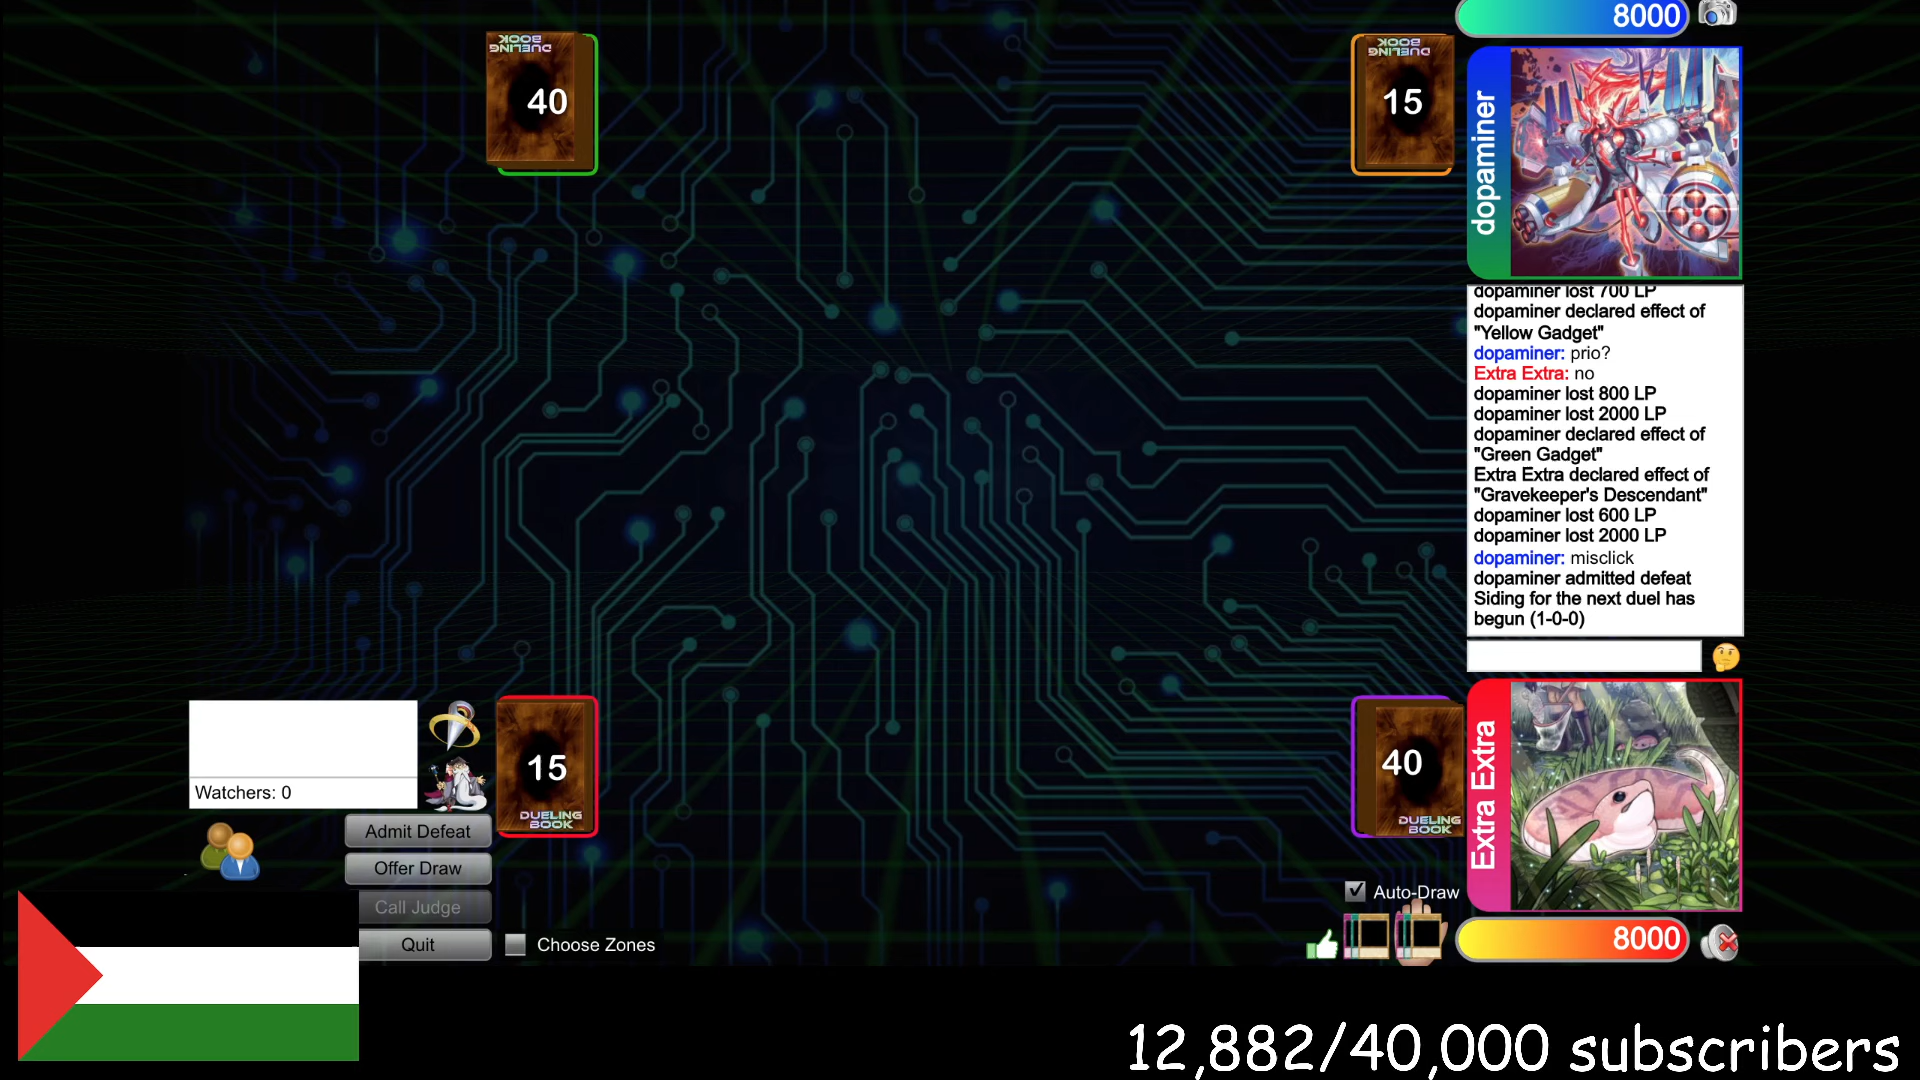 8000
DUELING
BOOK
40
DUELING
BOOK
15
dopaminer
dopaminer lost 700 LP
dopaminer declared effect of
"Yellow Gadget"
dopaminer: prio?
Extra Extra: no
dopaminer lost 800 LP
dopaminer lost 2000 LP
dopaminer declared effect of
"Green Gadget"
Extra Extra declared effect of
"Gravekeeper's Descendant"
dopaminer lost 600 LP
dopaminer lost 2000 LP
dopaminer: misclick
dopaminer admitted defeat
Siding for the next duel has
begun (1-0-0)
Watchers: 0
15
DUELING
BOOK
40
DUELING
BOOK
Extra Extra
Admit Defeat
Offer Draw
Call Judge
Quit
Choose Zones
Auto-Draw
8000
12,882/40,000 subscribers